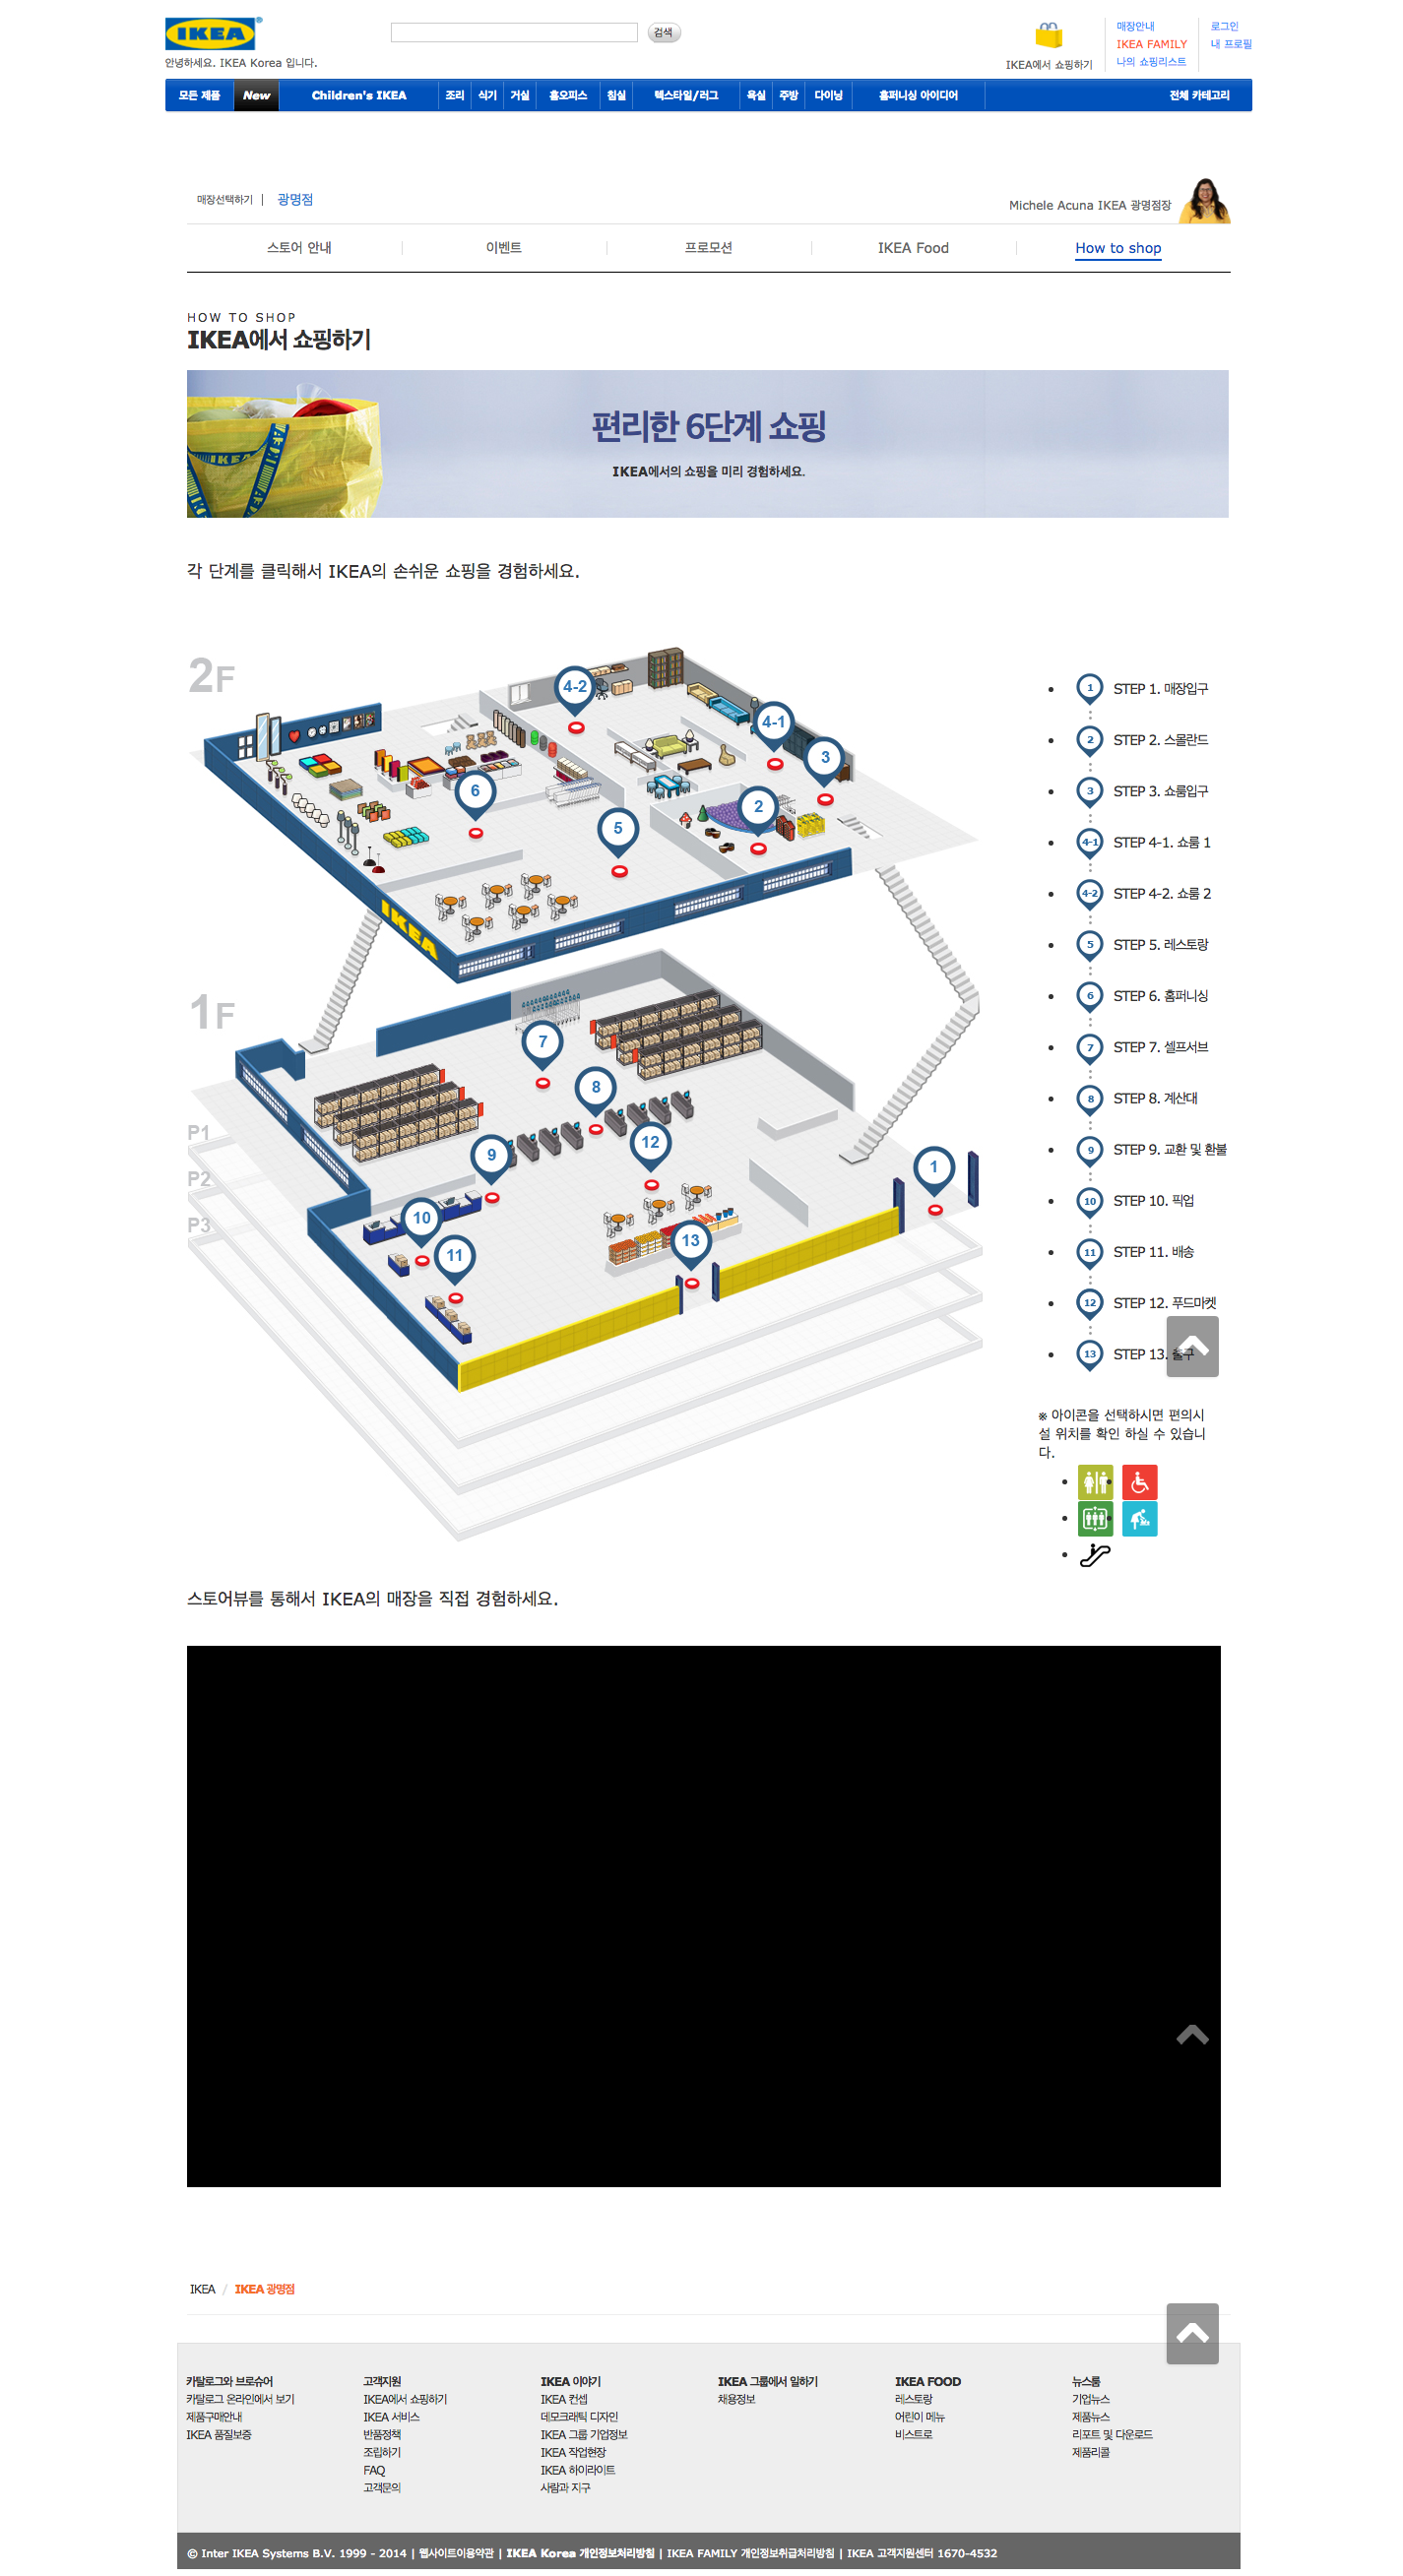 IKEA
검색
안녕하세요. IKEA Korea 입니다.
IKEA에서 쇼핑하기
매장안내
IKEA FAMILY
나의 쇼핑리스트
로그인
내 프로필
모든 제품
New
Children's IKEA
조리
식기
거실
홈오피스
침실
텍스타일/러그
욕실
주방
다이닝
홈퍼니싱 아이디어
전체 카테고리
매장선택하기 | 광명점
Michele Acuna IKEA 광명점장
스토어 안내
이벤트
프로모션
IKEA Food
How to shop
HOW TO SHOP
IKEA에서 쇼핑하기
IKEA
편리한 6단계 쇼핑
IKEA에서의 쇼핑을 미리 경험하세요.
각 단계를 클릭해서 IKEA의 손쉬운 쇼핑을 경험하세요.
2F
4-2
4-1
3
6
2
5
IKEA
1F
7
8
12
9
1
10
13
11
P1
P2
P3
1 STEP 1. 매장입구
2 STEP 2. 스몰란드
3 STEP 3. 쇼룸입구
4-1 STEP 4-1. 쇼룸 1
4-2 STEP 4-2. 쇼룸 2
5 STEP 5. 레스토랑
6 STEP 6. 홈퍼니싱
7 STEP 7. 셀프서브
8 STEP 8. 계산대
9 STEP 9. 교환 및 환불
10 STEP 10. 픽업
11 STEP 11. 배송
12 STEP 12. 푸드마켓
13 STEP 13. 출구
※ 아이콘을 선택하시면 편의시
설 위치를 확인 하실 수 있습니
다.
스토어뷰를 통해서 IKEA의 매장을 직접 경험하세요.
IKEA / IKEA 광명점
카탈로그와 브로슈어
카탈로그 온라인에서 보기
제품구매안내
IKEA 품질보증
고객지원
IKEA에서 쇼핑하기
IKEA 서비스
반품정책
조립하기
FAQ
고객문의
IKEA 이야기
IKEA 컨셉
데모크래틱 디자인
IKEA 그룹 기업정보
IKEA 작업현장
IKEA 하이라이트
사람과 지구
IKEA 그룹에서 일하기
채용정보
IKEA FOOD
레스토랑
어린이 메뉴
비스트로
뉴스룸
기업뉴스
제품뉴스
리포트 및 다운로드
제품리콜
© Inter IKEA Systems B.V. 1999 - 2014 | 웹사이트이용약관 | IKEA Korea 개인정보처리방침 | IKEA FAMILY 개인정보취급처리방침 | IKEA 고객지원센터 1670-4532